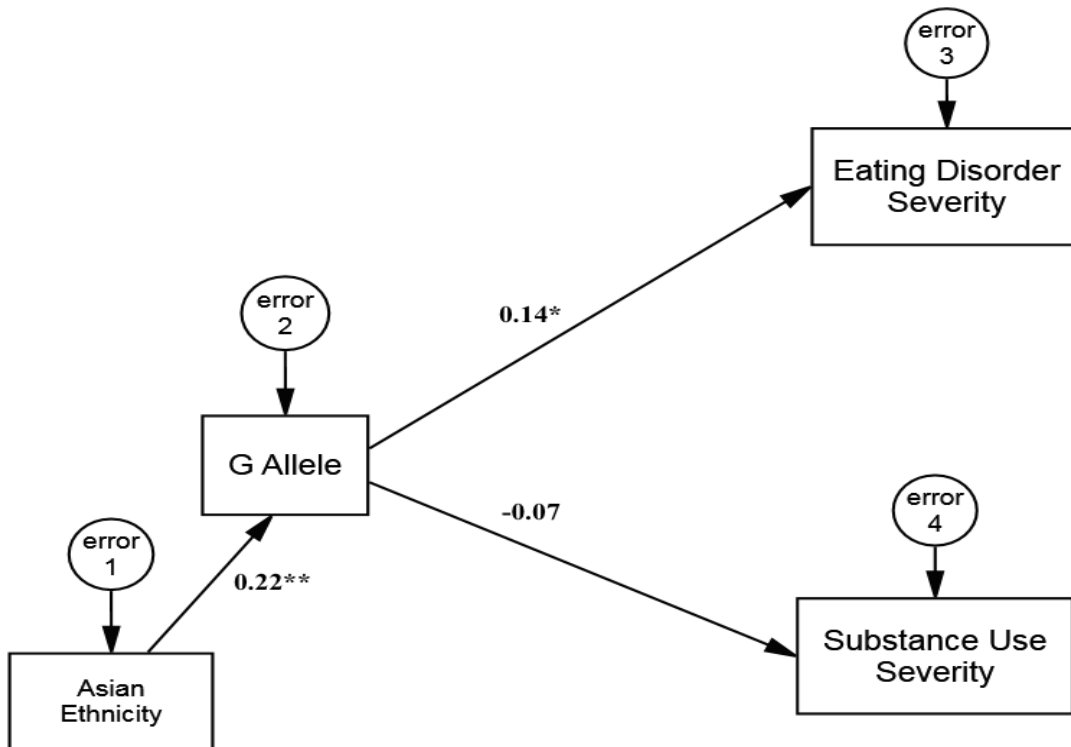 error
3
Eating Disorder
Severity
error
2
0.14*
G Allele
error
4
-0.07
error
1
0.22**
Substance Use
Severity
Asian
Ethnicity